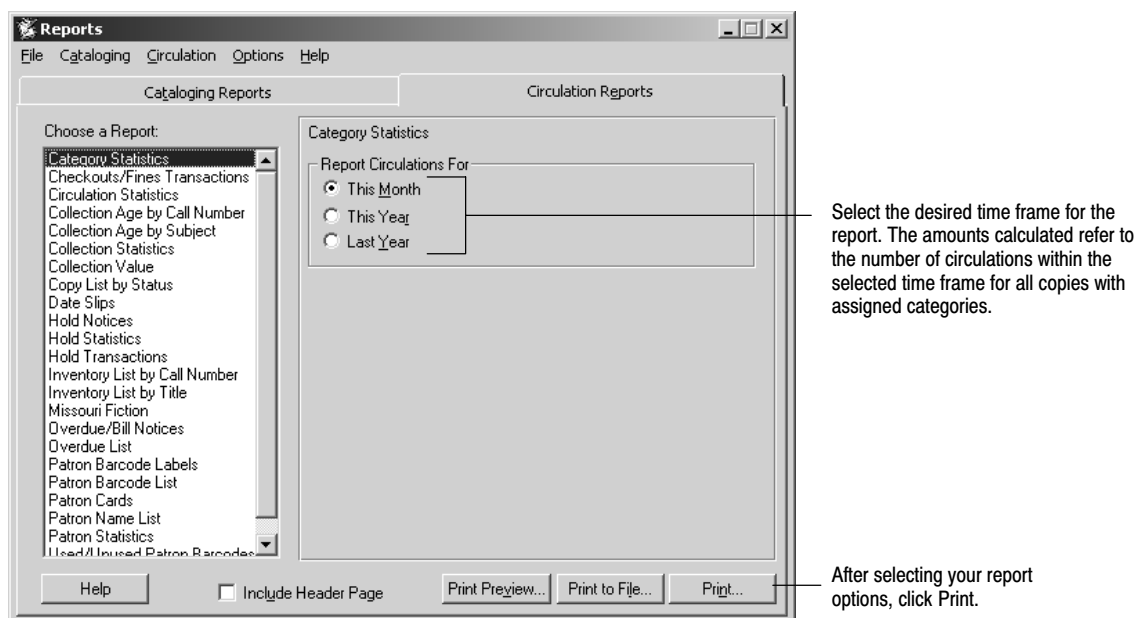 Reports
File Cataloging Circulation Options Help
Cataloging Reports
Circulation Reports
Choose a Report:
Category Statistics
Checkouts/Fines Transactions
Circulation Statistics
Collection Age by Call Number
Collection Age by Subject
Collection Statistics
Collection Value
Copy List by Status
Date Slips
Hold Notices
Hold Statistics
Hold Transactions
Inventory List by Call Number
Inventory List by Title
Missouri Fiction
Overdue/Bill Notices
Overdue List
Patron Barcode Labels
Patron Barcode List
Patron Cards
Patron Name List
Patron Statistics
Used/Unused Patron Barcodes
Category Statistics
Report Circulations For
This Month
This Year
Last Year
Select the desired time frame for the
report. The amounts calculated refer to
the number of circulations within the
selected time frame for all copies with
assigned categories.
Help
Include Header Page
Print Preview...
Print to File...
Print...
After selecting your report
options, click Print.